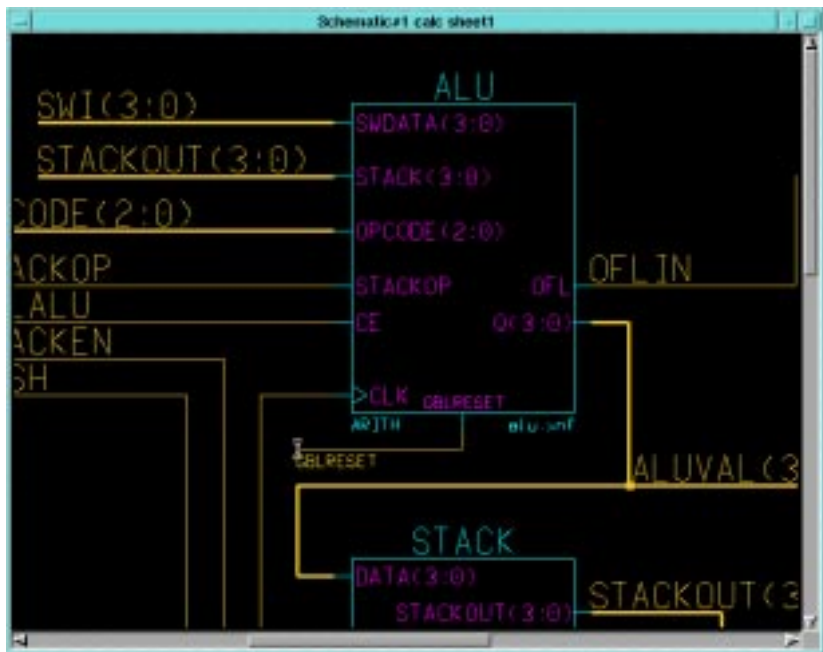 Schematic#1 calc sheet1
ALU
SWI(3:0)
SWDATA(3:0)
STACKOUT(3:0)
STACK(3:0)
CODE(2:0)
OPCODE(2:0)
ACKOP
STACKOP
OFL
OFLIN
LALU
CE
O(3:0)
ACKEN
SH
CLK
GBLRESET
ARITH
alu.xnf
GBLRESET
ALUVAL(3
STACK
DATA(3:0)
STACKOUT(3:0)
STACKOUT(3